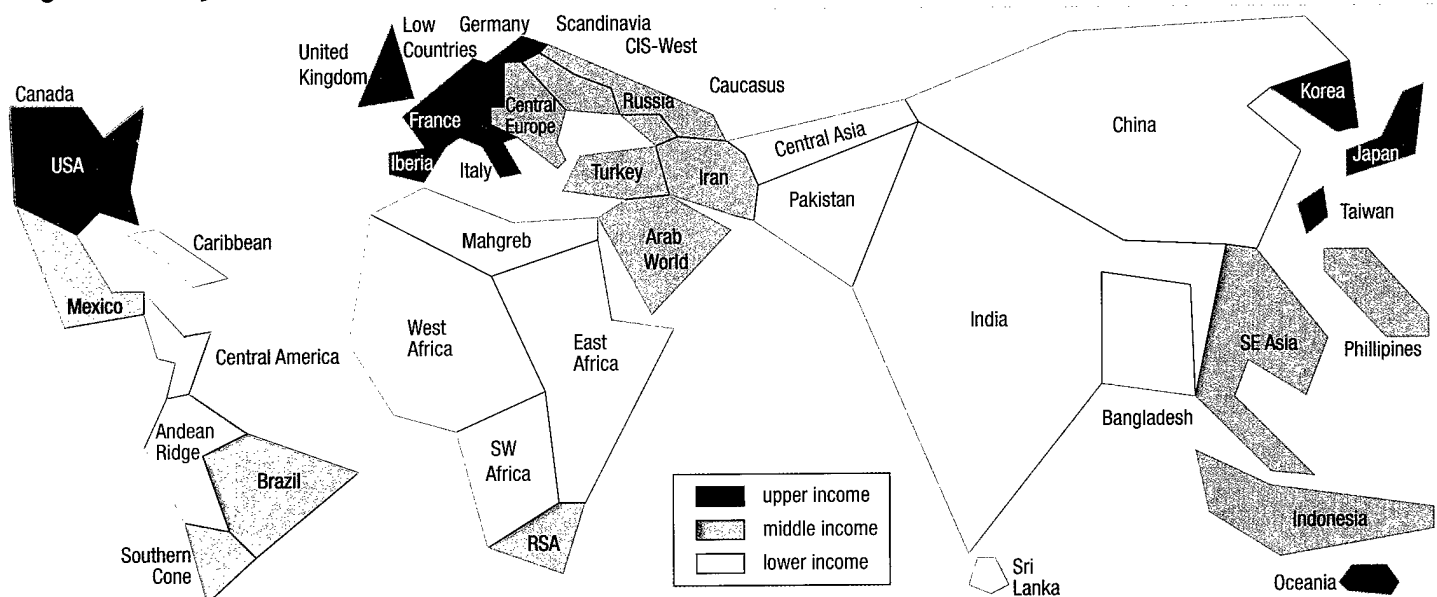 Canada
USA
Mexico
Caribbean
Central America
Andean
Ridge
Brazil
Southern
Cone
United
Kingdom
Low
Countries
Germany
Scandinavia
CIS-West
Caucasus
France
Central
Europe
Russia
Iberia
Italy
Turkey
Iran
Central Asia
Pakistan
Mahgreb
Arab
World
West
Africa
East
Africa
SW
Africa
RSA
China
Korea
Japan
Taiwan
India
Bangladesh
SE Asia
Phillipines
Indonesia
Sri
Lanka
Oceania
upper income
middle income
lower income